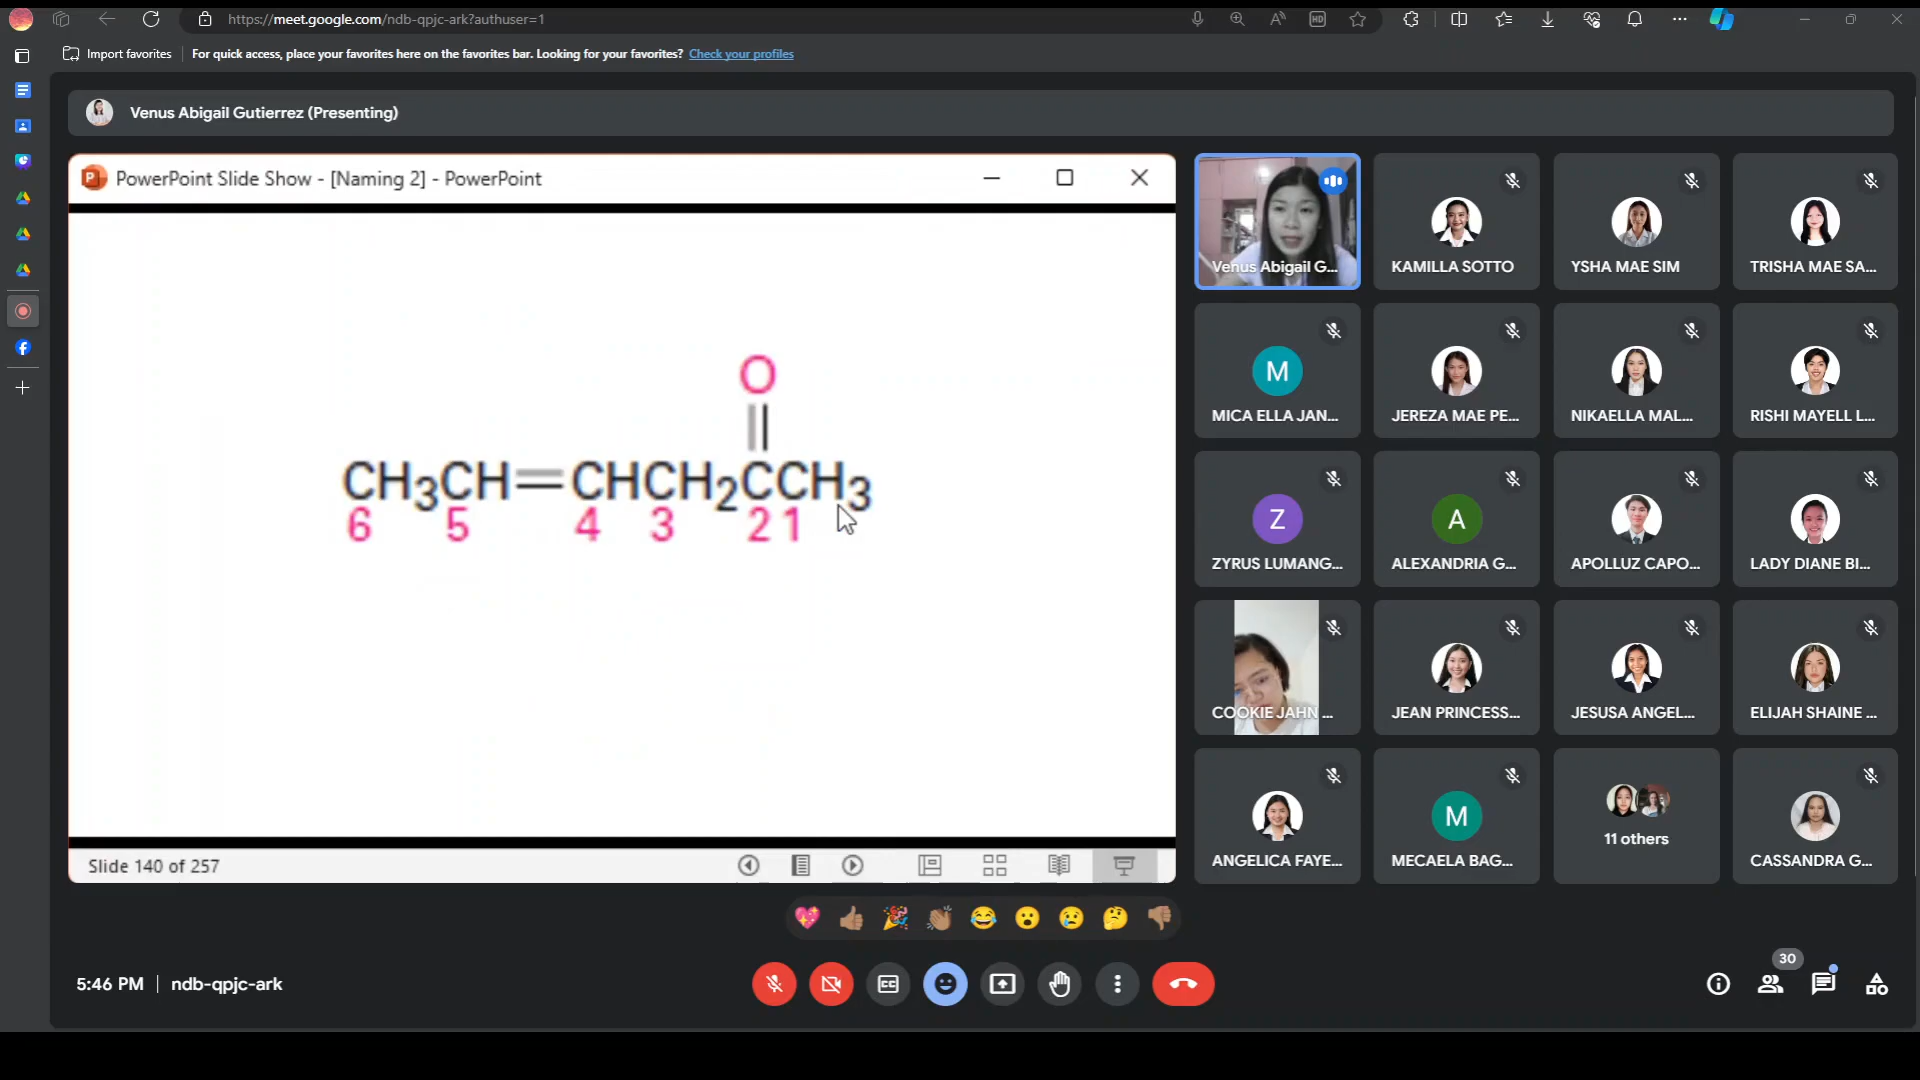 https://meet.google.com/ndb-qpjc-ark?authuser=1
Import favorites
For quick access, place your favorites here on the favorites bar. Looking for your favorites? Check your profiles
Venus Abigail Gutierrez (Presenting)
PowerPoint Slide Show - [Naming 2] - PowerPoint
O
CH3CH=CHCH2CCH3
6 5 4 3 2 1
Slide 140 of 257
Venus Abigail G...
KAMILLA SOTTO
YSHA MAE SIM
TRISHA MAE SA...
M
MICA ELLA JAN...
JEREZA MAE PE...
NIKAELLA MAL...
RISHI MAYELL L...
Z
ZYRUS LUMANG...
A
ALEXANDRIA G...
APOLLUZ CAPO...
LADY DIANE BI...
COOKIE JAHN ...
JEAN PRINCESS...
JESUSA ANGEL...
ELIJAH SHAINE ...
ANGELICA FAYE...
M
MECAELA BAG...
11 others
CASSANDRA G...
5:46 PM | ndb-qpjc-ark
CC
30